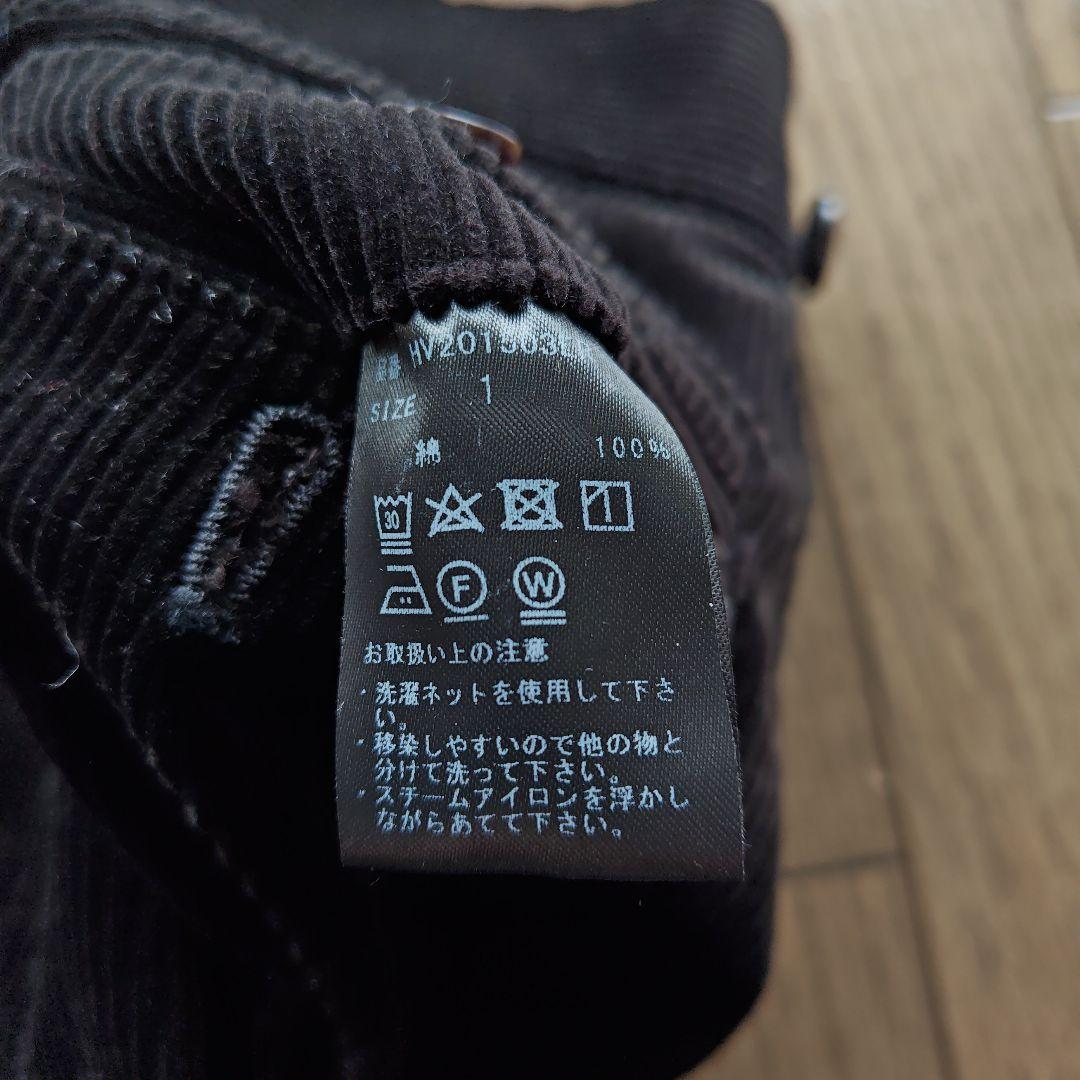 SIZE 1
綿 100%
30
F W
お取扱い上の注意
・洗濯ネットを使用して下さ
い。
・移染しやすいので他の物と
分けて洗って下さい。
・スチームアイロンを浮かし
ながらあてて下さい。